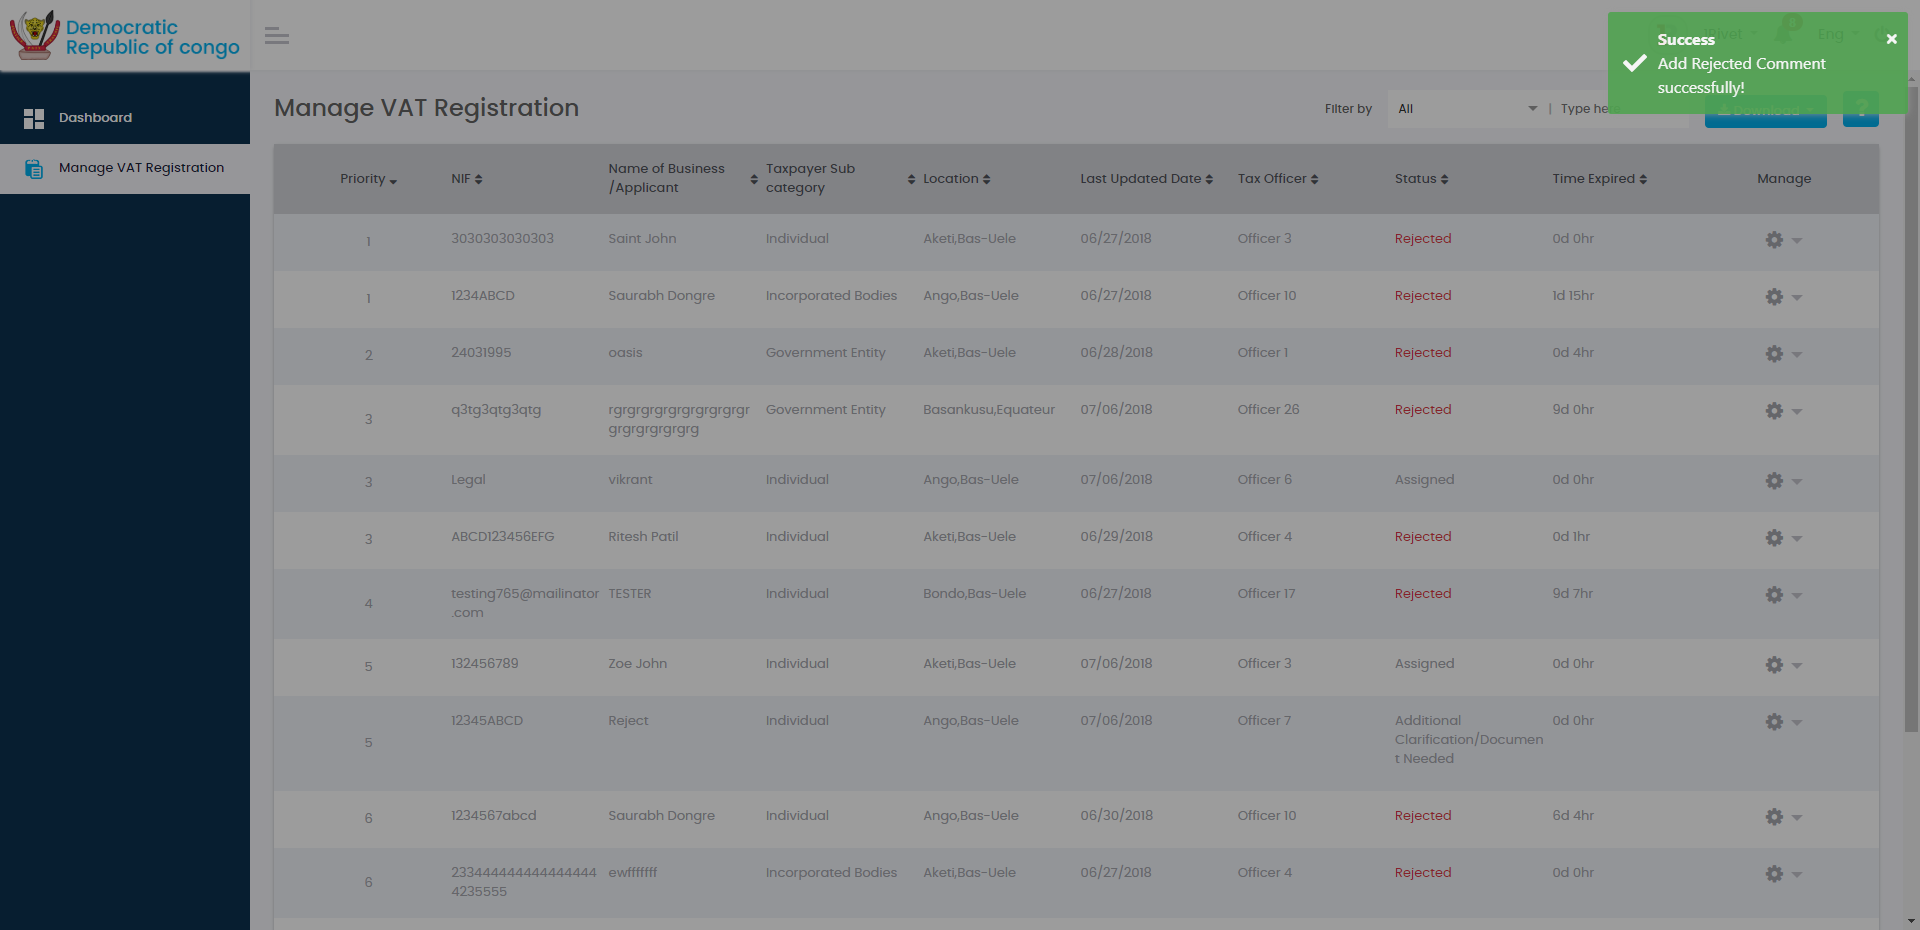 Democratic
Republic of congo
Eng
Success
Add Rejected Comment
successfully!
Dashboard
Manage VAT Registration
Manage VAT Registration
Filter by All | Type here
Download ?
Priority NIF Name of Business /Applicant Taxpayer Sub category Location Last Updated Date Tax Officer Status Time Expired Manage
1 3030303030303 Saint John Individual Aketi,Bas-Uele 06/27/2018 Officer 3 Rejected 0d 0hr
1 1234ABCD Saurabh Dongre Incorporated Bodies Ango,Bas-Uele 06/27/2018 Officer 10 Rejected 1d 15hr
2 24031995 oasis Government Entity Aketi,Bas-Uele 06/28/2018 Officer 1 Rejected 0d 4hr
3 q3tg3qtg3qtg rgrgrgrgrgrgrgrgrgr Government Entity Basankusu,Equateur 07/06/2018 Officer 26 Rejected 9d 0hr
grgrgrgrgrgrg
3 Legal vikrant Individual Ango,Bas-Uele 07/06/2018 Officer 6 Assigned 0d 0hr
3 ABCD123456EFG Ritesh Patil Individual Aketi,Bas-Uele 06/29/2018 Officer 4 Rejected 0d 1hr
4 testing765@mailinator TESTER Individual Bondo,Bas-Uele 06/27/2018 Officer 17 Rejected 9d 7hr
.com
5 132456789 Zoe John Individual Aketi,Bas-Uele 07/06/2018 Officer 3 Assigned 0d 0hr
5 12345ABCD Reject Individual Ango,Bas-Uele 07/06/2018 Officer 7 Additional 0d 0hr
Clarification/Documen
t Needed
6 1234567abcd Saurabh Dongre Individual Ango,Bas-Uele 06/30/2018 Officer 10 Rejected 6d 4hr
6 233444444444444444 ewfffffff Incorporated Bodies Aketi,Bas-Uele 06/27/2018 Officer 4 Rejected 0d 0hr
4235555